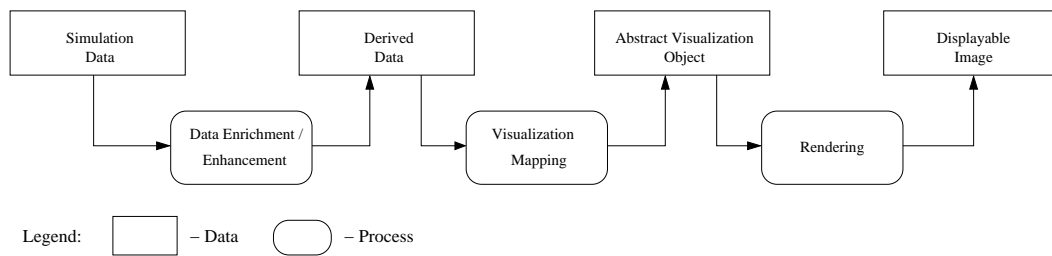 Simulation
Data
Derived
Data
Abstract Visualization
Object
Displayable
Image
Data Enrichment /
Enhancement
Visualization
Mapping
Rendering
Legend:
– Data
– Process